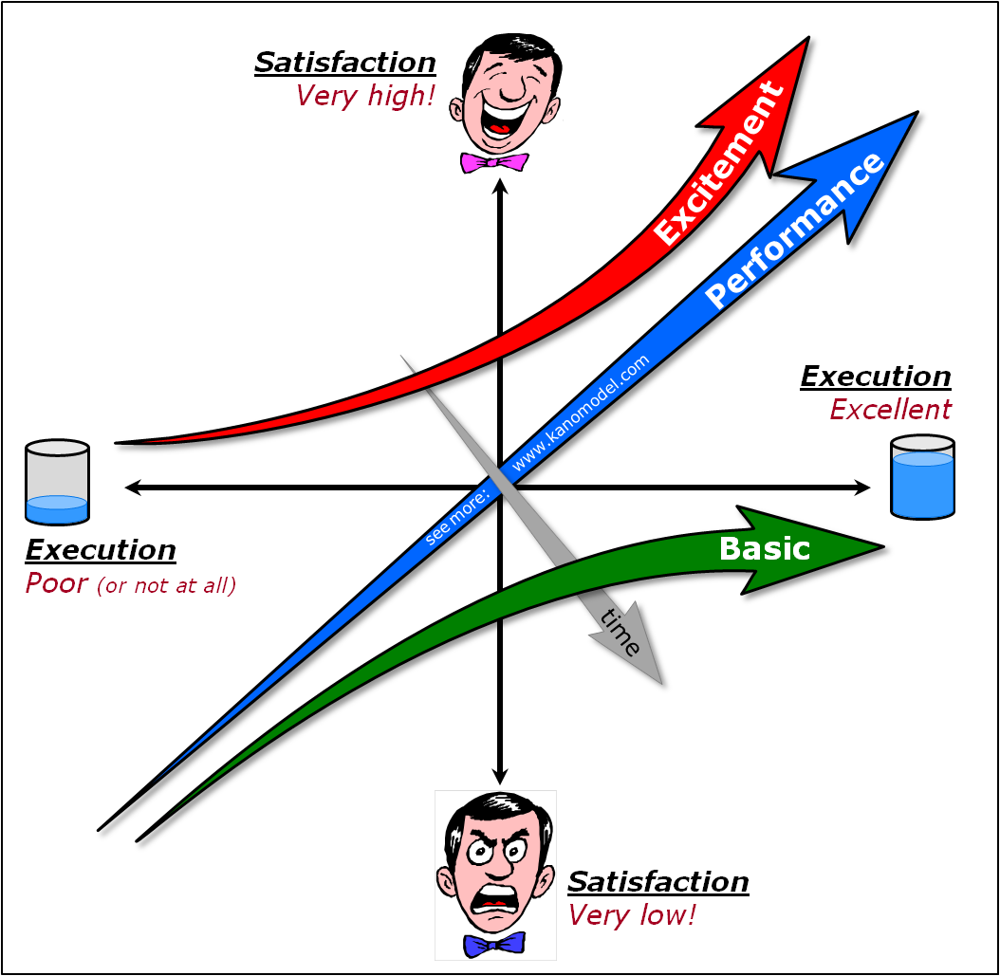 Satisfaction
Very high!
Excitement
Performance
www.kanomodel.com
see more:
Execution
Excellent
Execution
Poor (or not at all)
Basic
time
Satisfaction
Very low!